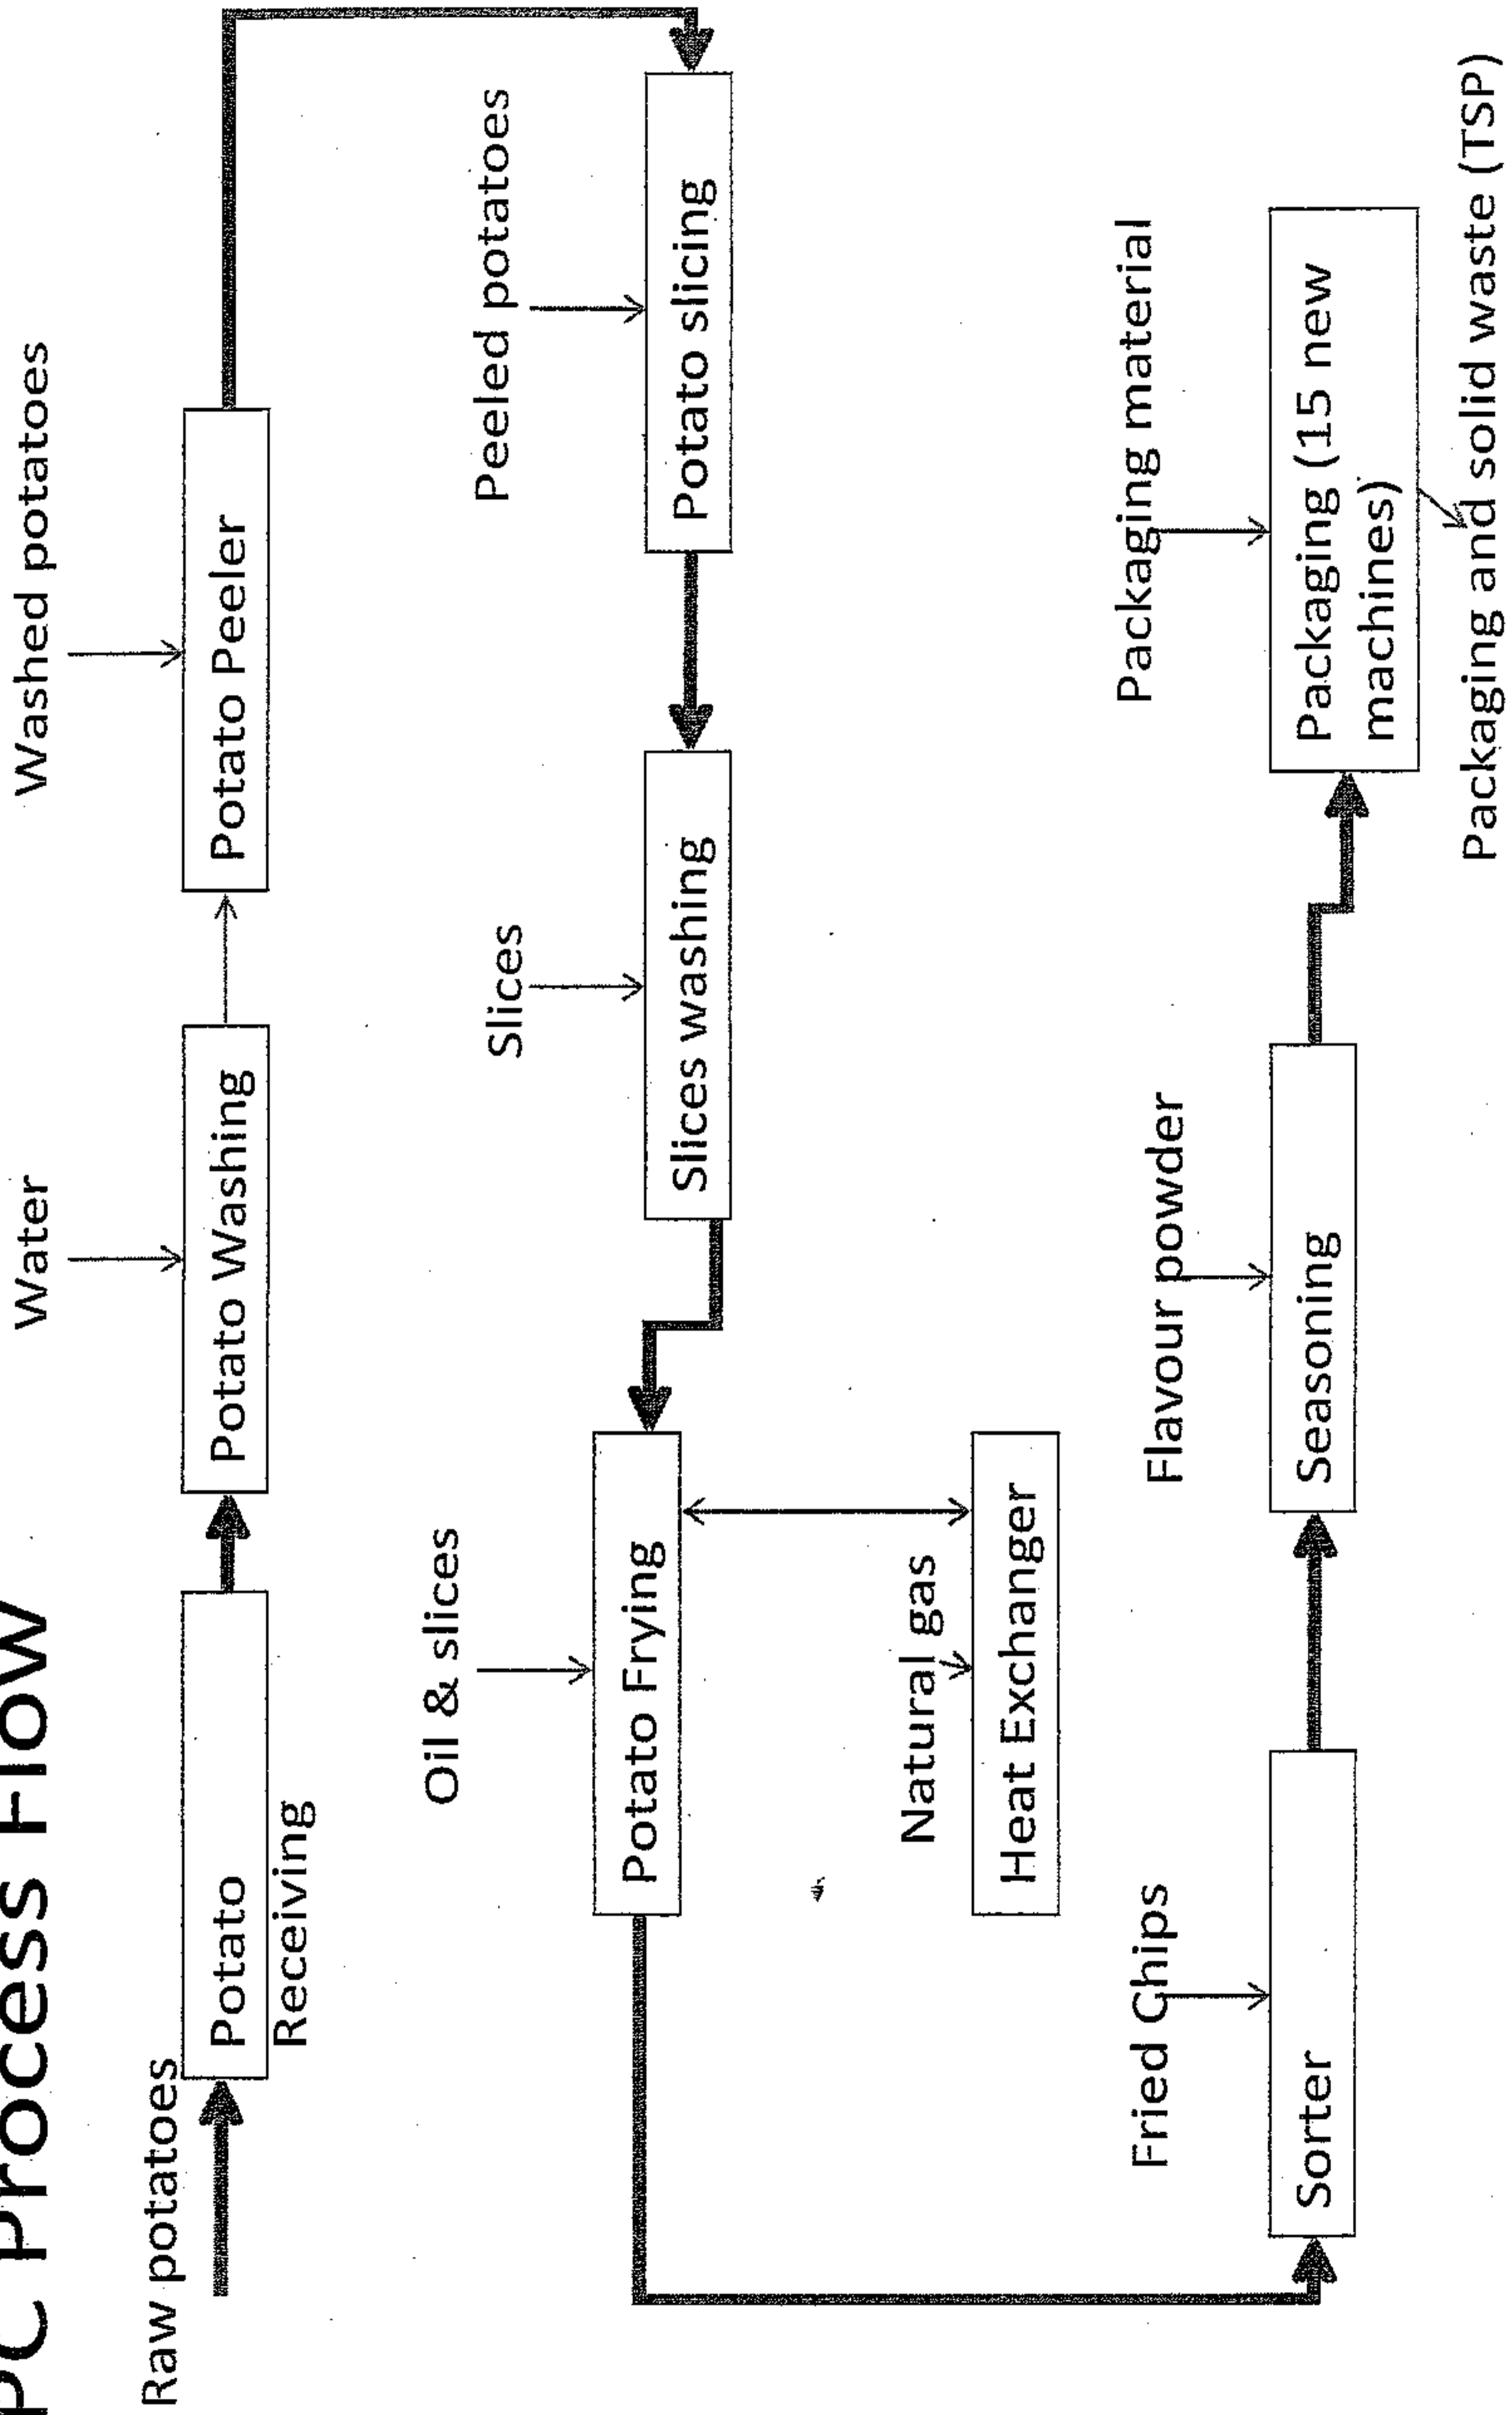 PC Process Flow
Raw potatoes
Potato
Receiving
Water
Potato Washing
Washed potatoes
Potato Peeler
Peeled potatoes
Potato slicing
Slices
Slices washing
Oil & slices
Potato Frying
Natural gas
Heat Exchanger
Fried Chips
Sorter
Flavour powder
Seasoning
Packaging material
Packaging (15 new
machines)
Packaging and solid waste (TSP)